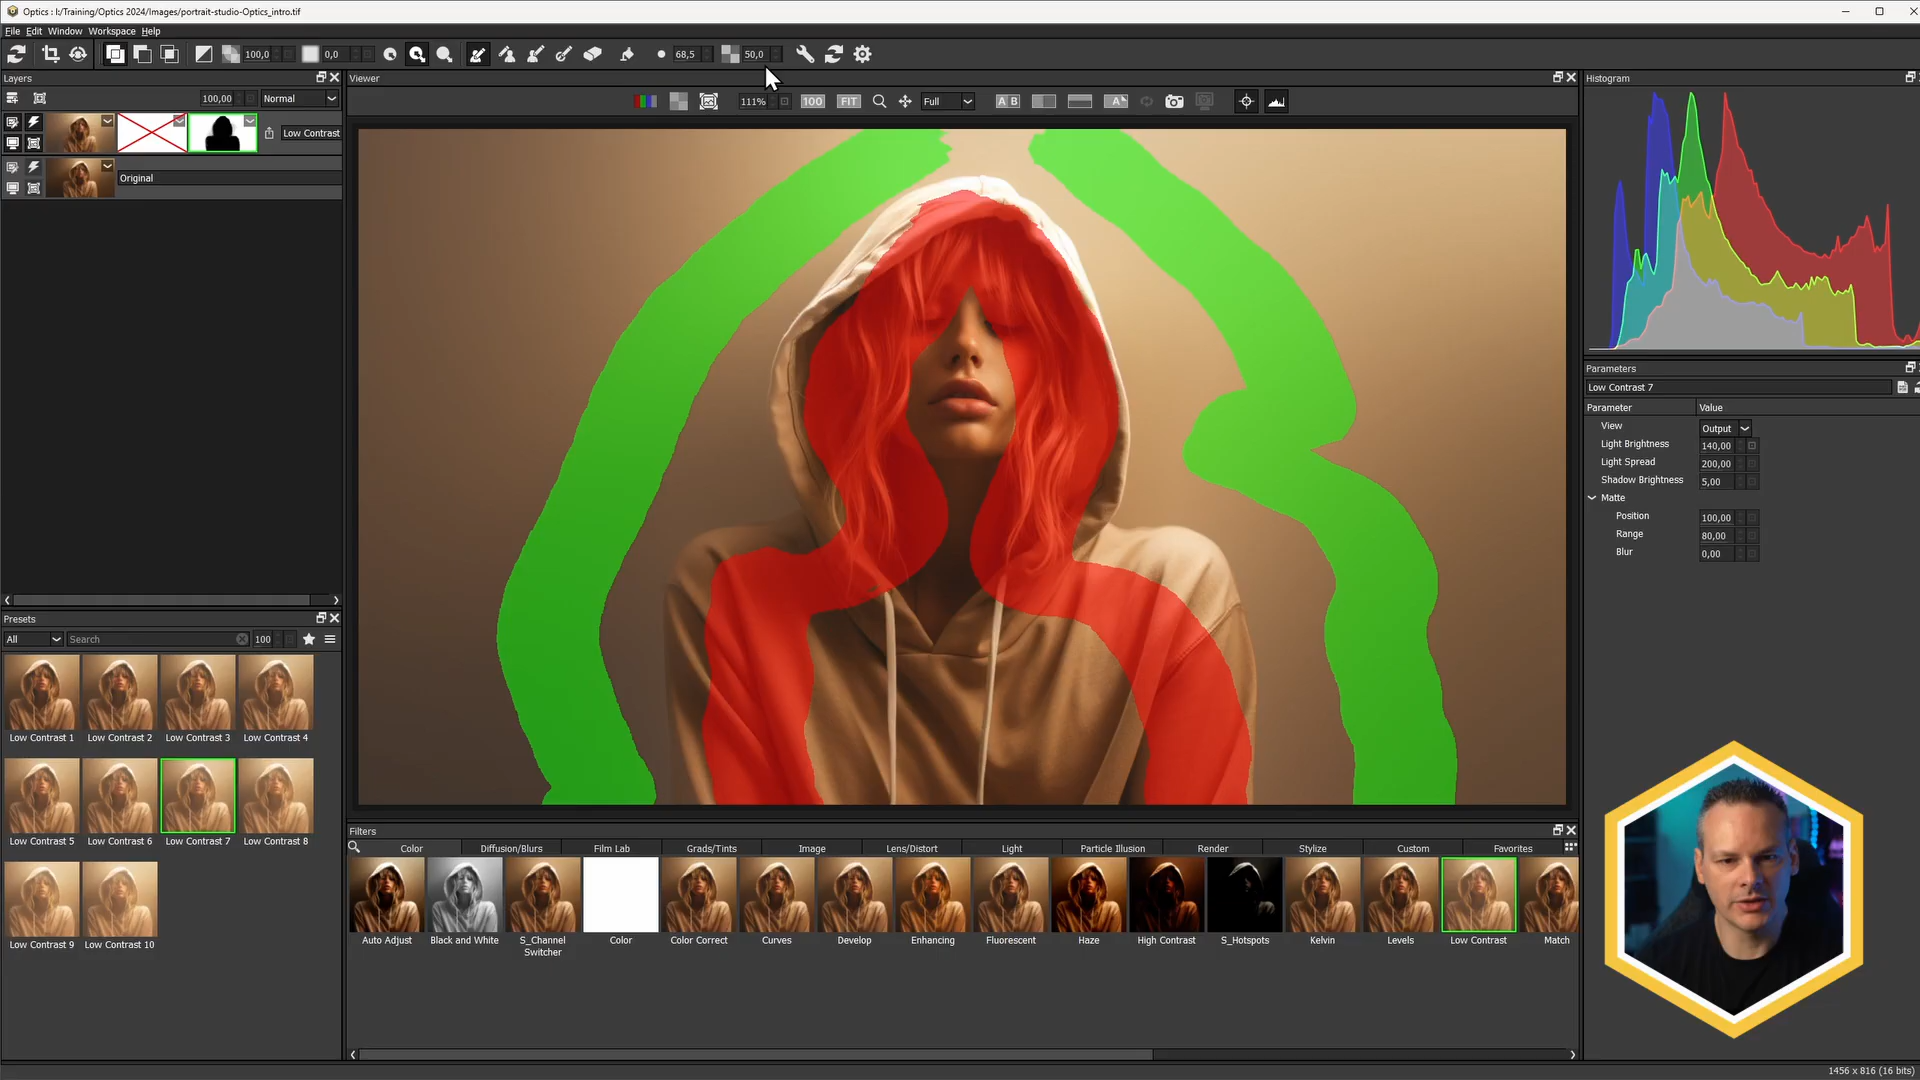 Optics : I:/Training/Optics 2024/Images/portrait-studio-Optics_intro.tif
File Edit Window Workspace Help
100,0 0,0 68,5 50,0
Layers
Viewer
Histogram
100,00 Normal
111% 100 FIT Full A B A
Low Contrast
Original
Parameters
Low Contrast 7
Parameter Value
View Output
Light Brightness 140,00
Light Spread 200,00
Shadow Brightness 5,00
Matte
Position 100,00
Range 80,00
Blur 0,00
Presets
All Search 100
Low Contrast 1 Low Contrast 2 Low Contrast 3 Low Contrast 4
Low Contrast 5 Low Contrast 6 Low Contrast 7 Low Contrast 8
Low Contrast 9 Low Contrast 10
Filters
Color Diffusion/Blurs Film Lab Grads/Tints Image Lens/Distort Light Particle Illusion Render Stylize Custom Favorites
Auto Adjust Black and White S_Channel Switcher Color Color Correct Curves Develop Enhancing Fluorescent Haze High Contrast S_Hotspots Kelvin Levels Low Contrast Match
1456 x 816 (16 bits)